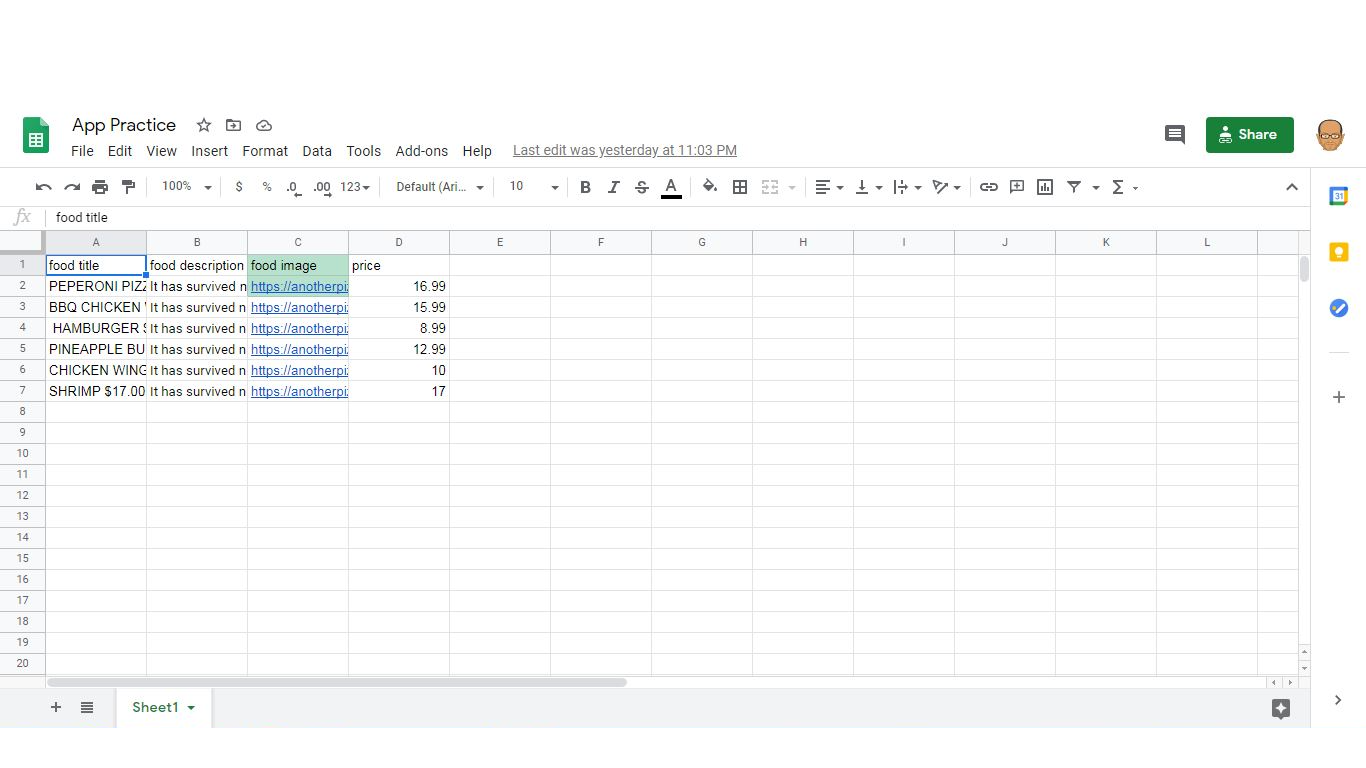 App Practice
File Edit View Insert Format Data Tools Add-ons Help Last edit was yesterday at 11:03 PM
Share
100% $ % .0 .00 123 Default (Ari... 10 B I S A Σ
31
fx food title
A B C D E F G H I J K L
1 food title food description food image price
2 PEPERONI PIZZ It has survived n https://anotherpi 16.99
3 BBQ CHICKEN It has survived n https://anotherpi 15.99
4 HAMBURGER It has survived n https://anotherpi 8.99
5 PINEAPPLE BU It has survived n https://anotherpi 12.99
6 CHICKEN WING It has survived n https://anotherpi 10
7 SHRIMP $17.00 It has survived n https://anotherpi 17
8
9
10
11
12
13
14
15
16
17
18
19
20
Sheet1